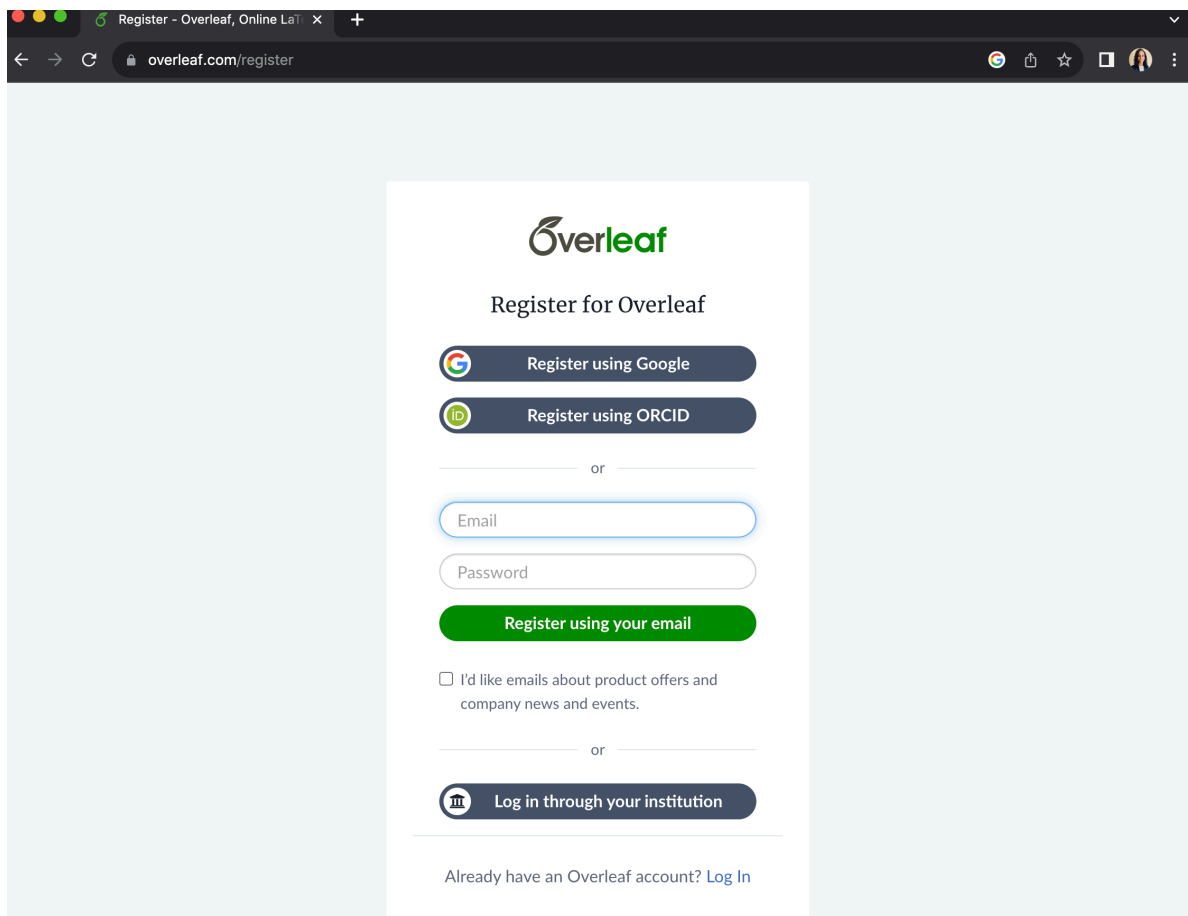 Register - Overleaf, Online LaT
overleaf.com/register
Overleaf
Register for Overleaf
Register using Google
iD Register using ORCID
or
Email
Password
Register using your email
I'd like emails about product offers and
company news and events.
or
Log in through your institution
Already have an Overleaf account? Log In